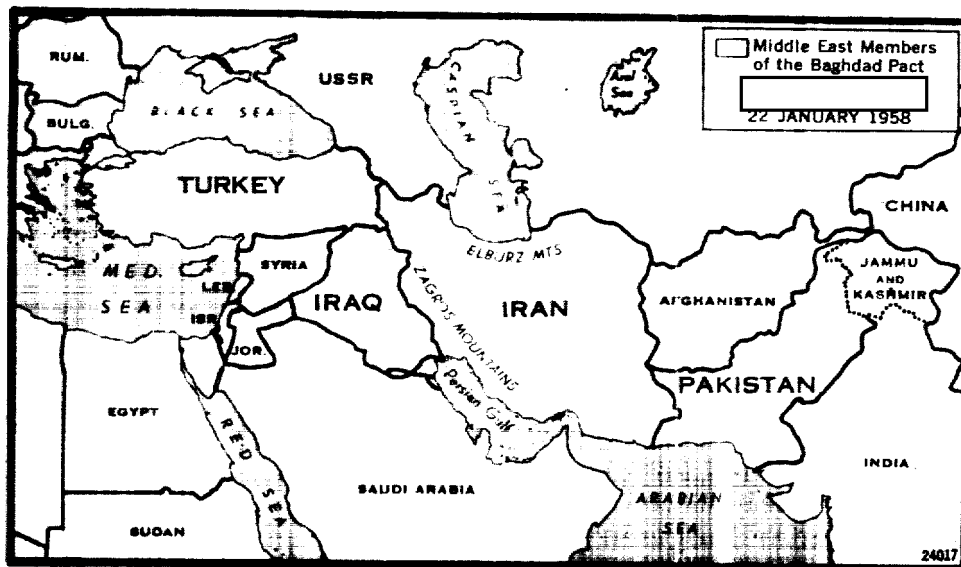 Middle East Members
of the Baghdad Pact
22 JANUARY 1958
RUM.
USSR
CASPIAN
SEA
Aral
Sea
BULG.
BLACK SEA
TURKEY
CHINA
ELBURZ MTS
MED.
SEA
SYRIA
LEB.
ISR.
JOR.
IRAQ
ZAGROS MOUNTAINS
IRAN
AFGHANISTAN
JAMMU
AND
KASHMIR
PAKISTAN
Persian Gulf
EGYPT
RED
SEA
SAUDI ARABIA
INDIA
ARABIAN
SEA
SUDAN
24017